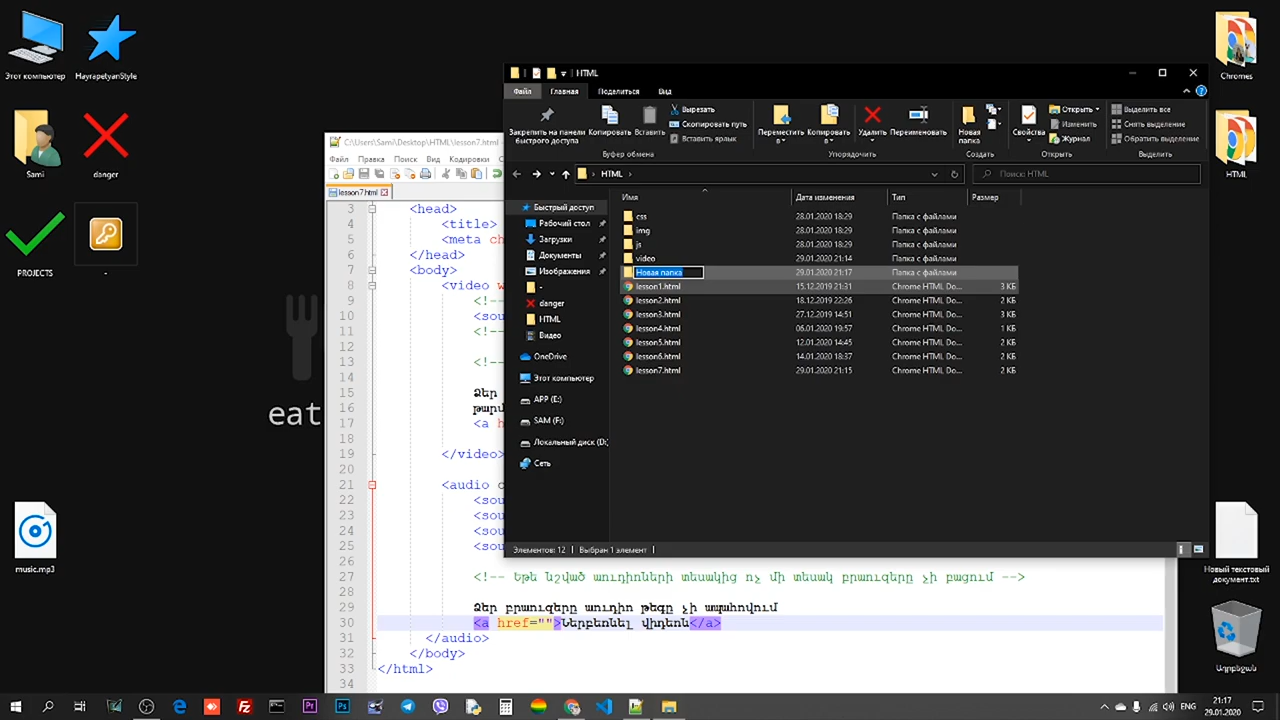 Этот компьютер
MayrapetyanStyle
Sami
danger
PROJECTS
-
music.mp3
eat
Chromes
HTML
Новый текстовый
документ.txt
Աղբրեջան
C:\Users\Sami\Desktop\HTML\lesson7.html -
Файл Правка Поиск Вид Кодировки
lesson7.html
3 <head>
4 <title>
5 <meta ch
6 </head>
7 <body>
8 <video w
9 <!--
10 <sou
11 <!--
12
13 <!--
14
15 Ձեր
16 թարմ
17 <a h
18
19 </video>
20
21 <audio c
22 <sou
23 <sou
24 <sou
25 <sou
26
27 <!-- Եթե նշված աուդիոների տեսակից ոչ մի տեսակ բրաուզերը չի բացում -->
28
29 Ձեր բրաուզերը աուդիո թեգը չի ապահովում
30 <a href="">Ներբեռնել վիդեոն</a>
31 </audio>
32 </body>
33 </html>
34
HTML
Файл Главная Поделиться Вид
Закрепить на панели
быстрого доступа
Копировать
Вставить
Вырезать
Скопировать путь
Вставить ярлык
Буфер обмена
Переместить
в
Копировать
в
Удалить
Переименовать
Упорядочить
Новая
папка
Создать
Свойства
Открыть
Изменить
Журнал
Открыть
Выделить все
Снять выделение
Обратить выделение
Выделить
HTML
Поиск: HTML
Имя Дата изменения Тип Размер
Быстрый доступ
Рабочий стол
Загрузки
Документы
Изображения
-
danger
HTML
Видео
OneDrive
Этот компьютер
APP (E:)
SAM (F:)
Локальный диск (D:)
Сеть
css 28.01.2020 18:29 Папка с файлами
img 28.01.2020 18:29 Папка с файлами
js 28.01.2020 18:29 Папка с файлами
video 29.01.2020 21:14 Папка с файлами
Новая папка 29.01.2020 21:17 Папка с файлами
lesson1.html 15.12.2019 21:31 Chrome HTML Do... 3 КБ
lesson2.html 18.12.2019 22:26 Chrome HTML Do... 2 КБ
lesson3.html 27.12.2019 14:51 Chrome HTML Do... 3 КБ
lesson4.html 06.01.2020 19:57 Chrome HTML Do... 1 КБ
lesson5.html 12.01.2020 14:45 Chrome HTML Do... 2 КБ
lesson6.html 14.01.2020 18:37 Chrome HTML Do... 2 КБ
lesson7.html 29.01.2020 21:15 Chrome HTML Do... 2 КБ
Элементов: 12 Выбран 1 элемент
ENG
21:17
29.01.2020